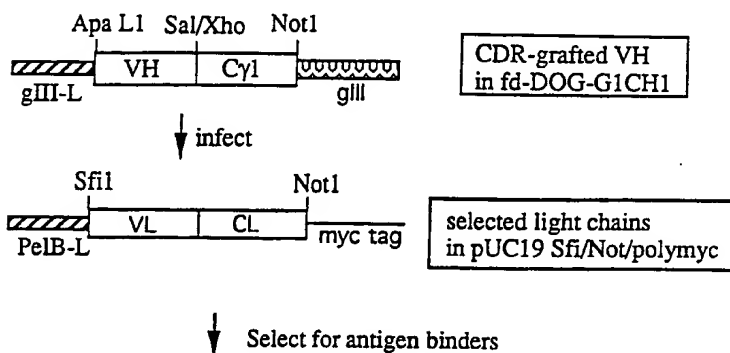 Apa L1 Sal/Xho Not1
VH Cγ1
gIII-L gIII
CDR-grafted VH
in fd-DOG-G1CH1
infect
Sfi1 Not1
VL CL
PelB-L myc tag
selected light chains
in pUC19 Sfi/Not/polymyc
Select for antigen binders